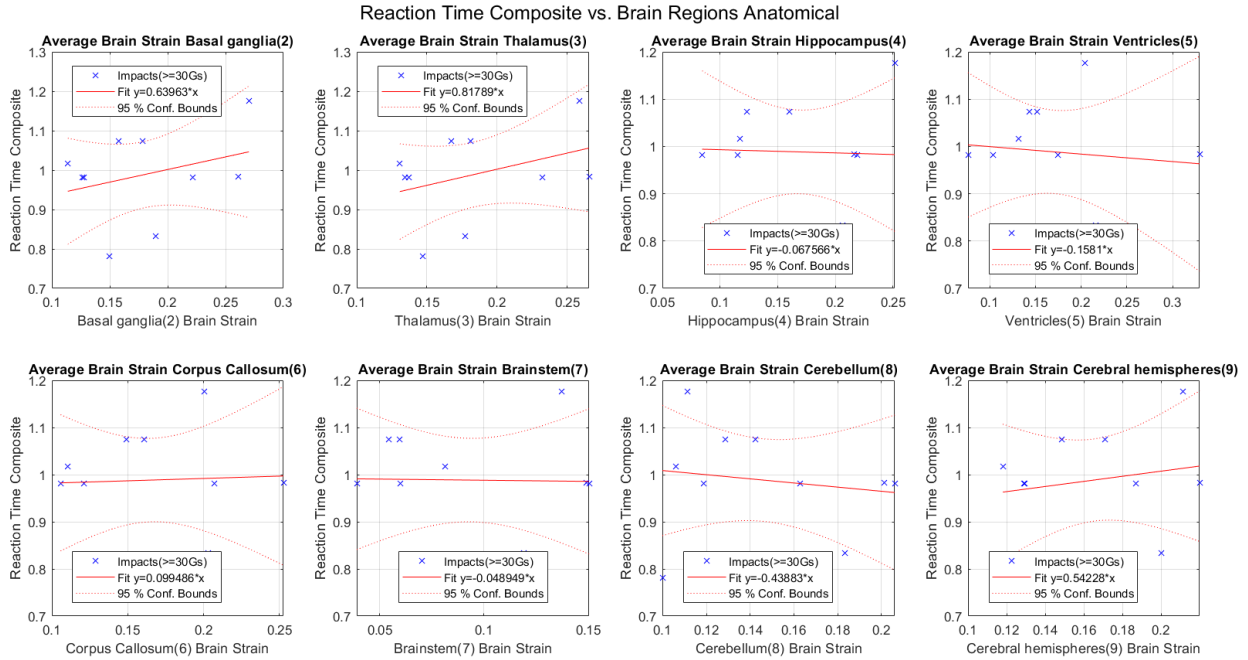 Reaction Time Composite vs. Brain Regions Anatomical
Average Brain Strain Basal ganglia(2)
1.3
1.2
1.1
1
0.9
0.8
0.7
Reaction Time Composite
Impacts(>=30Gs)
Fit y=0.63963*x
95 % Conf. Bounds
0.1 0.15 0.2 0.25 0.3
Basal ganglia(2) Brain Strain
Average Brain Strain Thalamus(3)
1.3
1.2
1.1
1
0.9
0.8
0.7
Reaction Time Composite
Impacts(>=30Gs)
Fit y=0.81789*x
95 % Conf. Bounds
0.15 0.2 0.25
Thalamus(3) Brain Strain
Average Brain Strain Hippocampus(4)
1.2
1.1
1
0.9
0.8
0.7
Reaction Time Composite
Impacts(>=30Gs)
Fit y=-0.067566*x
95 % Conf. Bounds
0.05 0.1 0.15 0.2 0.25
Hippocampus(4) Brain Strain
Average Brain Strain Ventricles(5)
1.2
1.1
1
0.9
0.8
0.7
Reaction Time Composite
Impacts(>=30Gs)
Fit y=-0.1581*x
95 % Conf. Bounds
0.1 0.15 0.2 0.25 0.3
Ventricles(5) Brain Strain
Average Brain Strain Corpus Callosum(6)
1.2
1.1
1
0.9
0.8
0.7
Reaction Time Composite
Impacts(>=30Gs)
Fit y=0.099486*x
95 % Conf. Bounds
0.15 0.2 0.25
Corpus Callosum(6) Brain Strain
Average Brain Strain Brainstem(7)
1.2
1.1
1
0.9
0.8
0.7
Reaction Time Composite
Impacts(>=30Gs)
Fit y=-0.048949*x
95 % Conf. Bounds
0.05 0.1 0.15
Brainstem(7) Brain Strain
Average Brain Strain Cerebellum(8)
1.2
1.1
1
0.9
0.8
0.7
Reaction Time Composite
Impacts(>=30Gs)
Fit y=-0.43883*x
95 % Conf. Bounds
0.1 0.12 0.14 0.16 0.18 0.2
Cerebellum(8) Brain Strain
Average Brain Strain Cerebral hemispheres(9)
1.2
1.1
1
0.9
0.8
0.7
Reaction Time Composite
Impacts(>=30Gs)
Fit y=0.54228*x
95 % Conf. Bounds
0.1 0.12 0.14 0.16 0.18 0.2
Cerebral hemispheres(9) Brain Strain